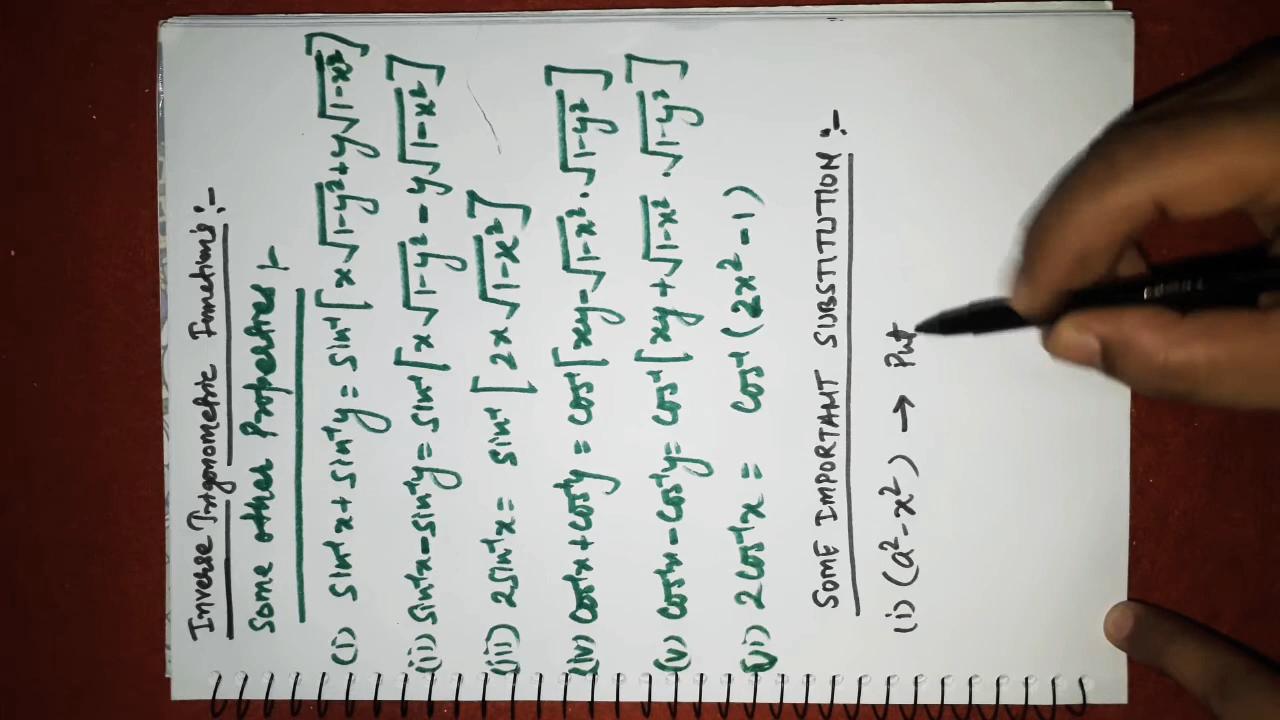 Inverse Trigonometric Functions:-
Some other Properties:-
(i) sin⁻¹x + sin⁻¹y = sin⁻¹[x√1-y² + y√1-x²]
(ii) sin⁻¹x - sin⁻¹y = sin⁻¹[x√1-y² - y√1-x²]
(iii) 2sin⁻¹x = sin⁻¹[2x√1-x²]
(iv) cos⁻¹x + cos⁻¹y = cos⁻¹[xy - √1-x² . √1-y²]
(v) cos⁻¹x - cos⁻¹y = cos⁻¹[xy + √1-x² . √1-y²]
(vi) 2cos⁻¹x = cos⁻¹(2x² - 1)
SOME IMPORTANT SUBSTITUTION:-
(i) (a² - x²) → Put